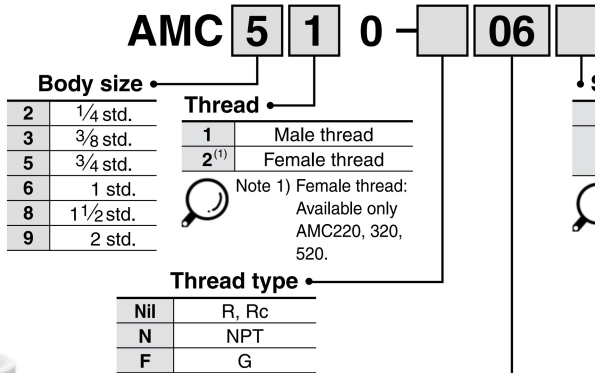 AMC 5 1 0 – 06
Body size
2 1/4 std.
3 3/8 std.
5 3/4 std.
6 1 std.
8 1 1/2 std.
9 2 std.
Thread
1 Male thread
2(1) Female thread
Note 1) Female thread:
Available only
AMC220, 320,
520.
Thread type
Nil R, Rc
N NPT
F G